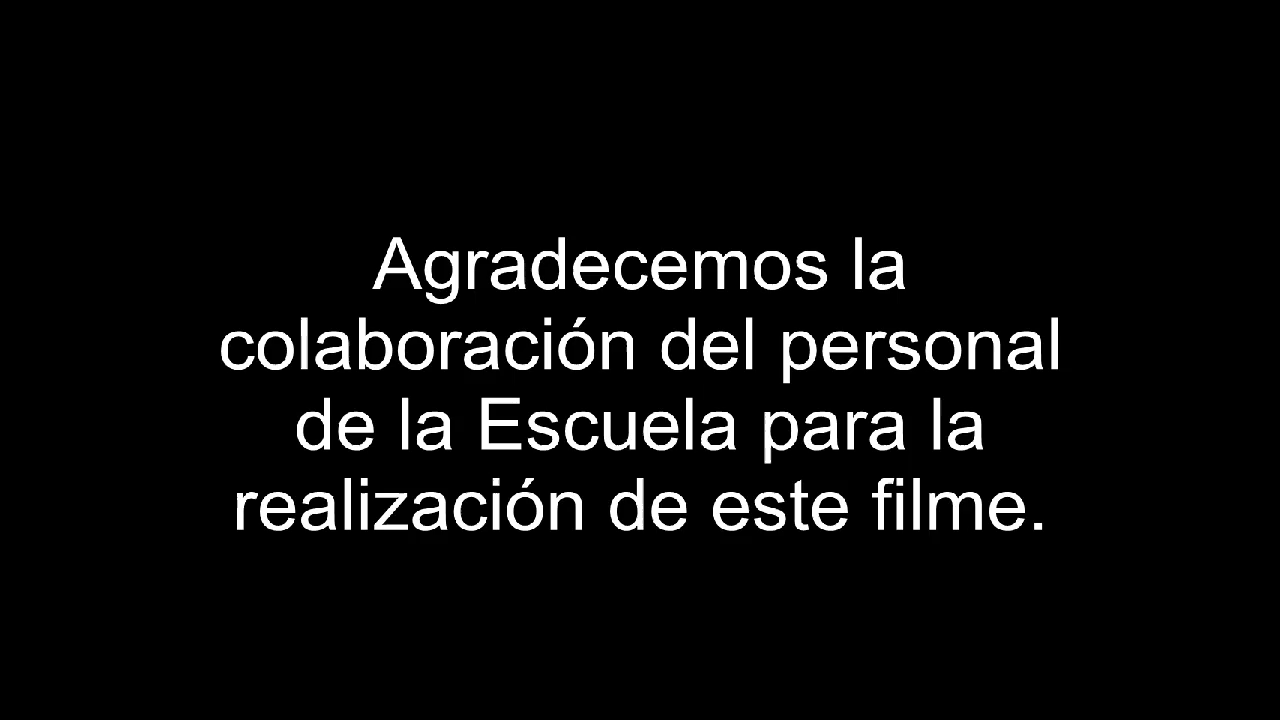 Agradecemos la
colaboración del personal
de la Escuela para la
realización de este filme.